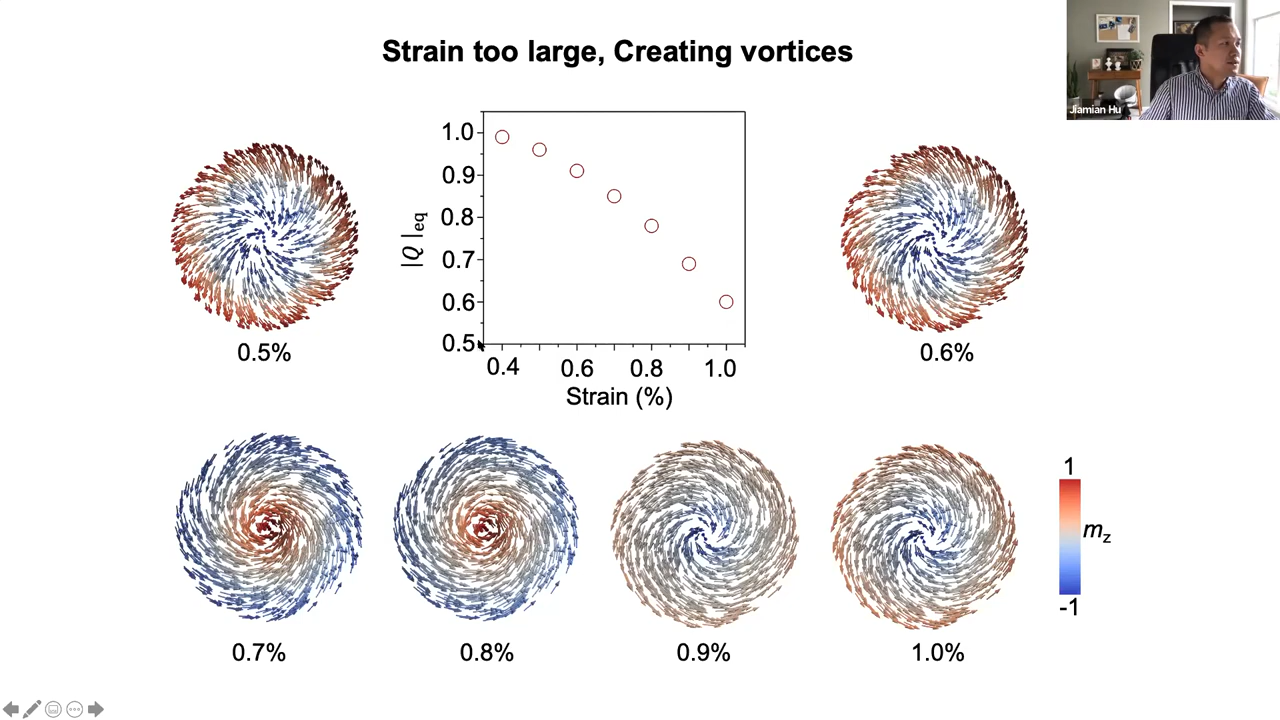 Strain too large, Creating vortices
Jiamian Hu
1.0
0.9
0.8
0.7
0.6
0.5
|Q|eq
0.4 0.6 0.8 1.0
Strain (%)
0.5%
0.6%
0.7%
0.8%
0.9%
1.0%
1
mz
-1